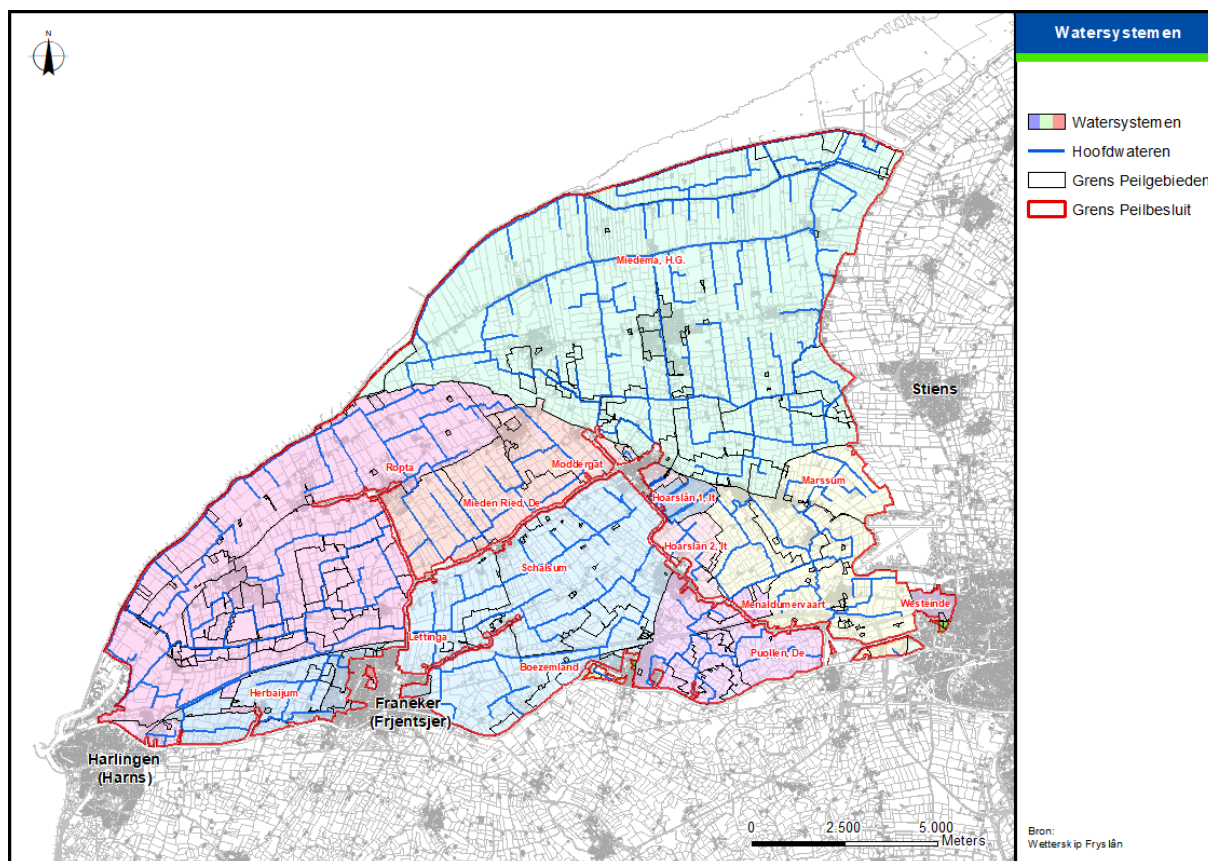 N
Watersystemen
Watersystemen
Hoofdwateren
Grens Peilgebieden
Grens Peilbesluit
Miedema, H.G.
Stiens
Ropta
Moddergat
Mieden Ried, De
Marssum
Hoarslân 1, It
Hoarslân 2, It
Schalsum
Menaldumervaart
Westeinde
Lettinga
Boezemland
Puollen, De
Herbaijum
Franeker
(Frjentsjer)
Harlingen
(Harns)
0 2.500 5.000
Meters
Bron:
Wetterskip Fryslân